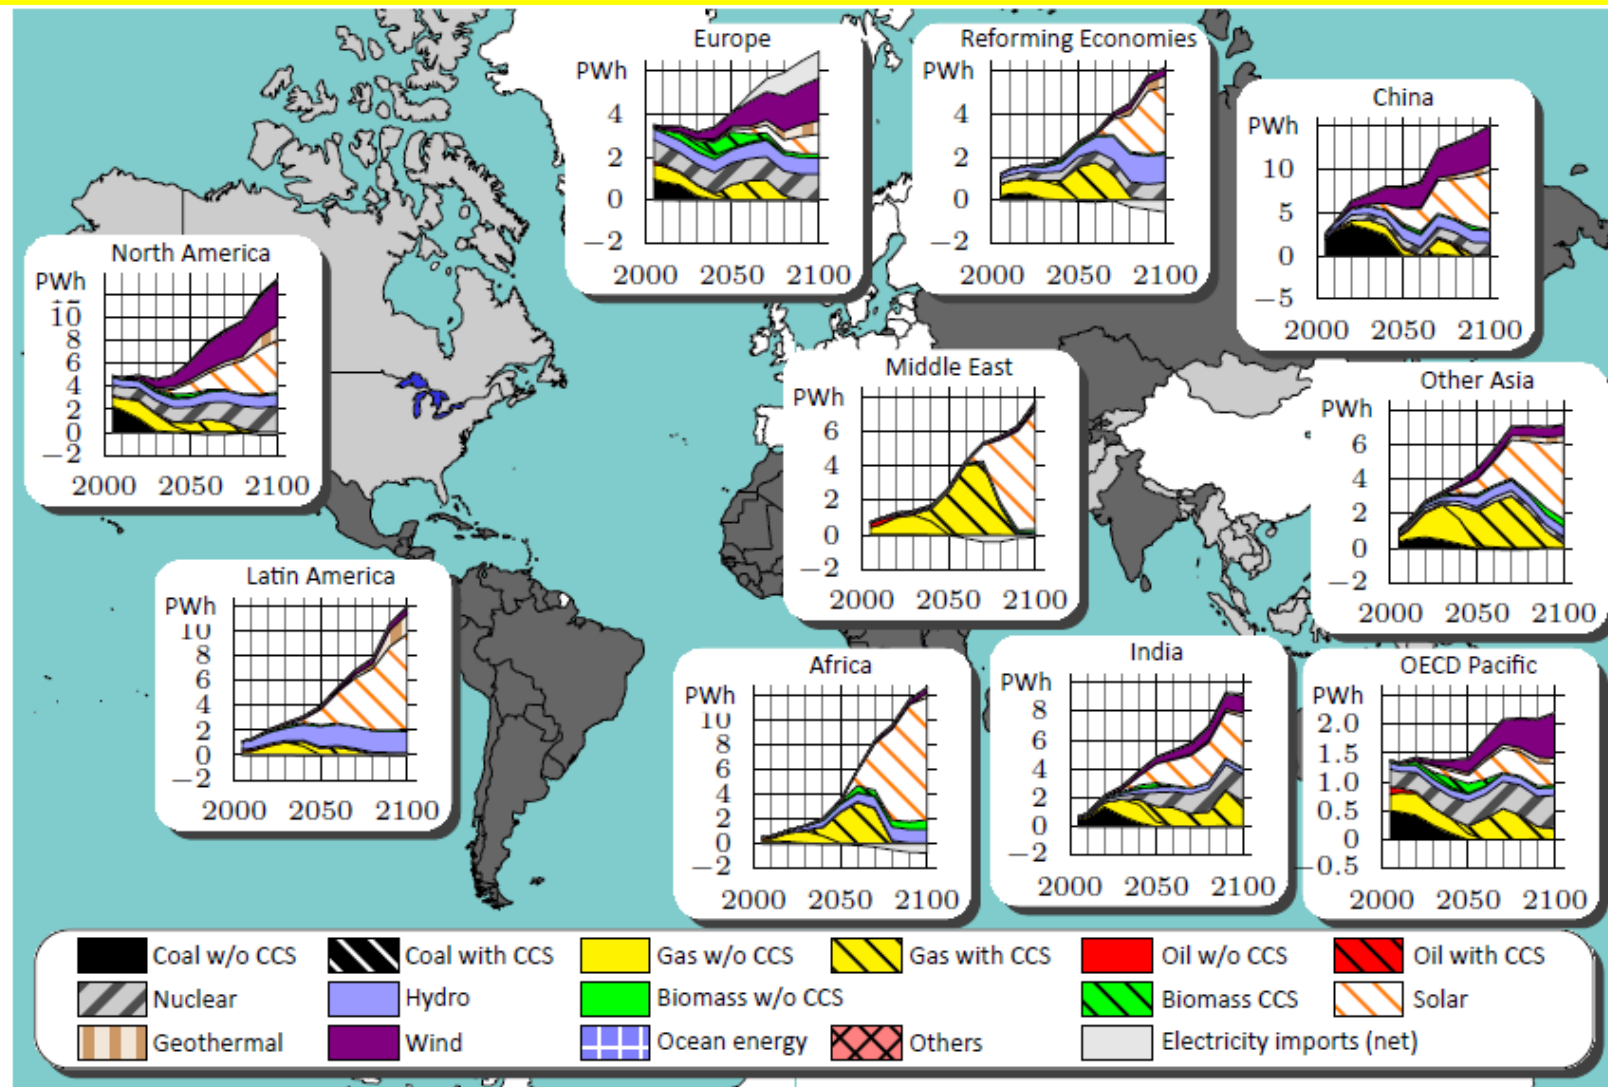 Europe
PWh
4
2
0
−2
2000 2050 2100
Reforming Economies
PWh
4
2
0
−2
2000 2050 2100
China
PWh
10
5
0
−5
2000 2050 2100
North America
PWh
10
8
6
4
2
0
−2
2000 2050 2100
Middle East
PWh
6
4
2
0
−2
2000 2050 2100
Other Asia
PWh
6
4
2
0
−2
2000 2050 2100
Latin America
PWh
10
8
6
4
2
0
−2
2000 2050 2100
Africa
PWh
10
8
6
4
2
0
−2
2000 2050 2100
India
PWh
8
6
4
2
0
−2
2000 2050 2100
OECD Pacific
PWh
2.0
1.5
1.0
0.5
0
−0.5
2000 2050 2100
Coal w/o CCS Coal with CCS Gas w/o CCS Gas with CCS Oil w/o CCS Oil with CCS
Nuclear Hydro Biomass w/o CCS Biomass CCS Solar
Geothermal Wind Ocean energy Others Electricity imports (net)